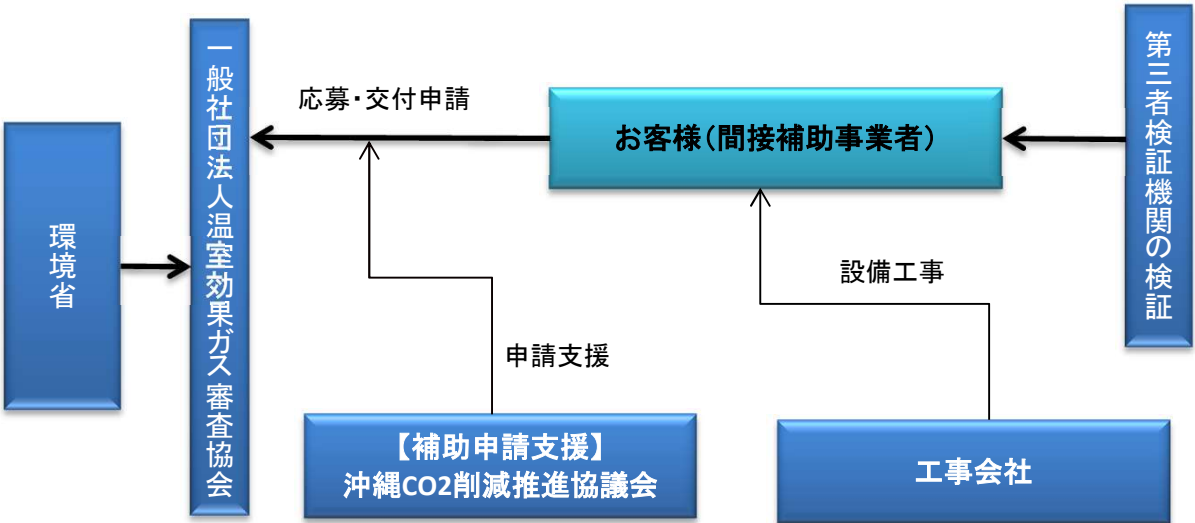 環境省
一般社団法人温室効果ガス審査協会
応募・交付申請
お客様(間接補助事業者)
第三者検証機関の検証
設備工事
申請支援
【補助申請支援】
沖縄CO2削減推進協議会
工事会社